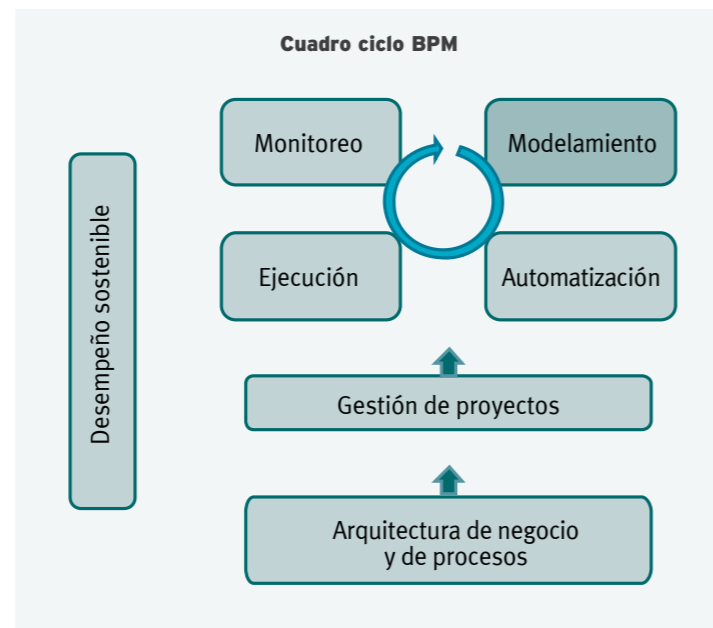 Cuadro ciclo BPM
Monitoreo
Modelamiento
Desempeño sostenible
Ejecución
Automatización
Gestión de proyectos
Arquitectura de negocio
y de procesos